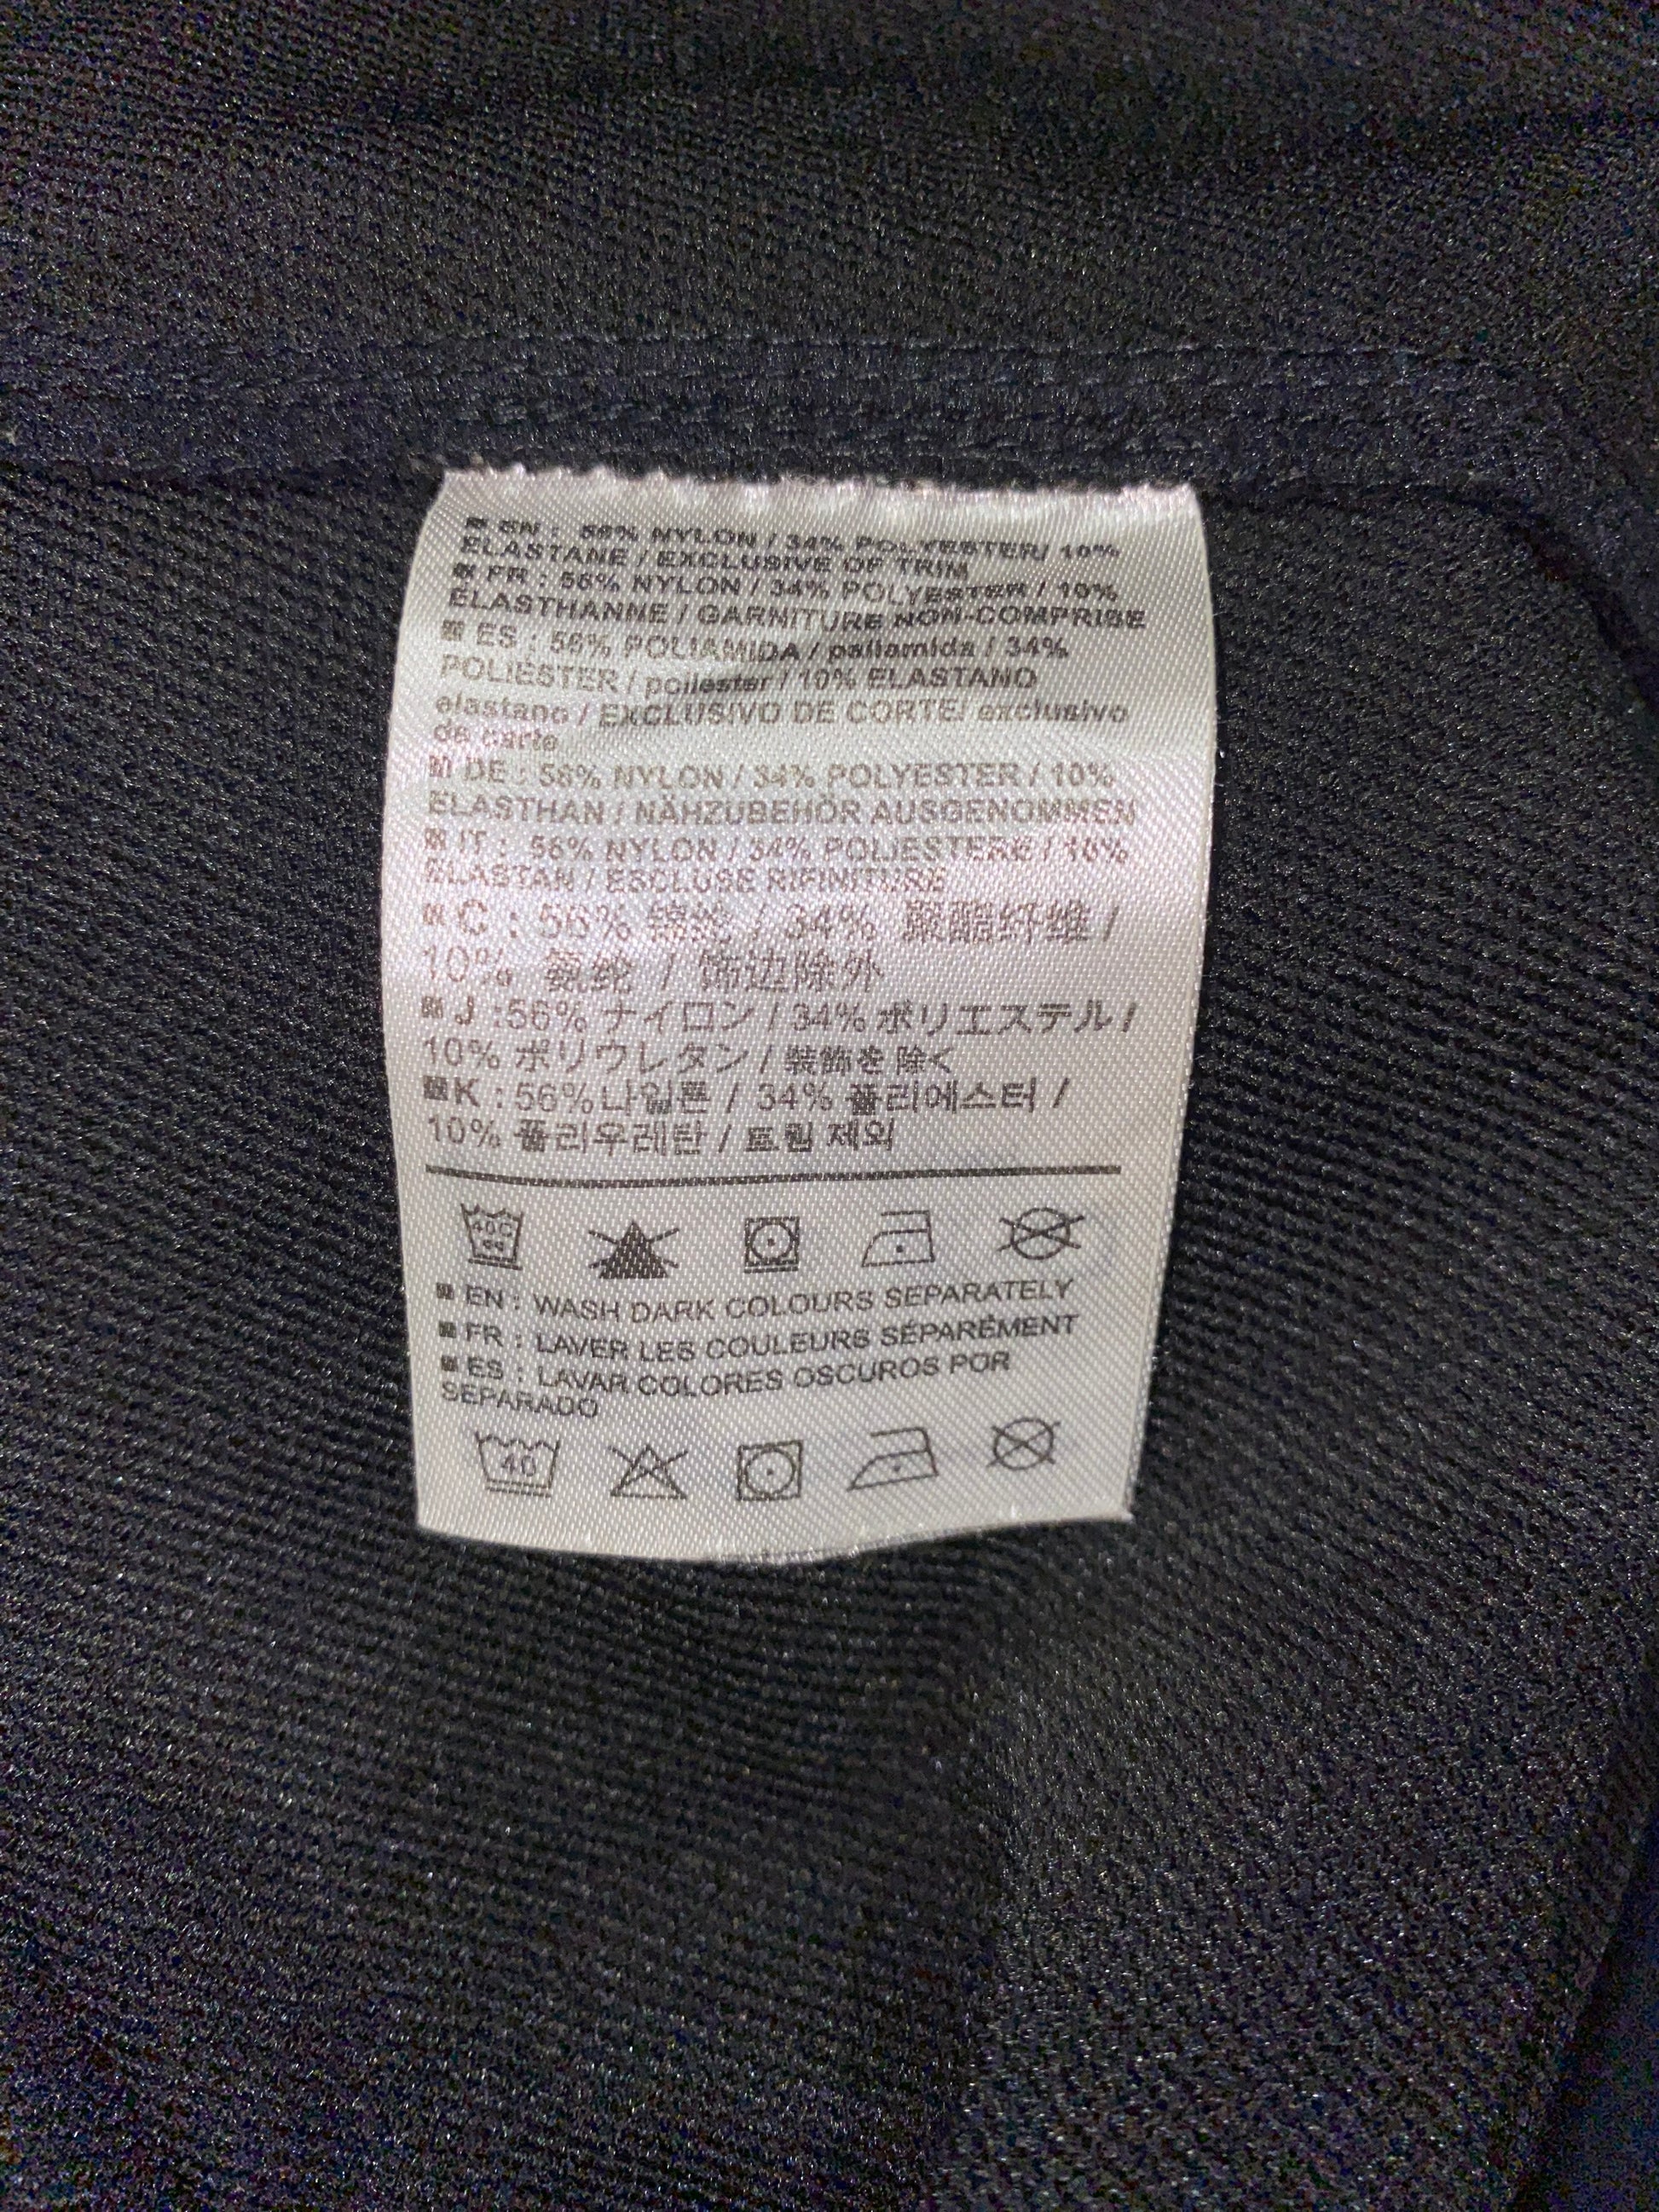 EN : 56% NYLON / 34% POLYESTER/ 10%
ELASTANE / EXCLUSIVE OF TRIM
FR : 56% NYLON / 34% POLYESTER / 10%
ELASTHANNE / GARNITURE NON-COMPRISE
ES : 56% POLIAMIDA / poliamida / 34%
POLIESTER / poliester / 10% ELASTANO
elastano / EXCLUSIVO DE CORTE/ exclusivo
de corte
DE : 56% NYLON / 34% POLYESTER / 10%
ELASTHAN / NÄHZUBEHÖR AUSGENOMMEN
IT : 56% NYLON / 34% POLIESTERE / 10%
ELASTAN / ESCLUSE RIFINITURE
C : 56% 锦纶 / 34% 聚酯纤维 /
10% 氨纶 / 饰边除外
J :56% ナイロン / 34% ポリエステル /
10% ポリウレタン / 装飾を除く
K : 56%나일론 / 34% 폴리에스터 /
10% 폴리우레탄 / 트림 제외
40C
EN : WASH DARK COLOURS SEPARATELY
FR : LAVER LES COULEURS SÉPARÉMENT
ES : LAVAR COLORES OSCUROS POR
SEPARADO
40